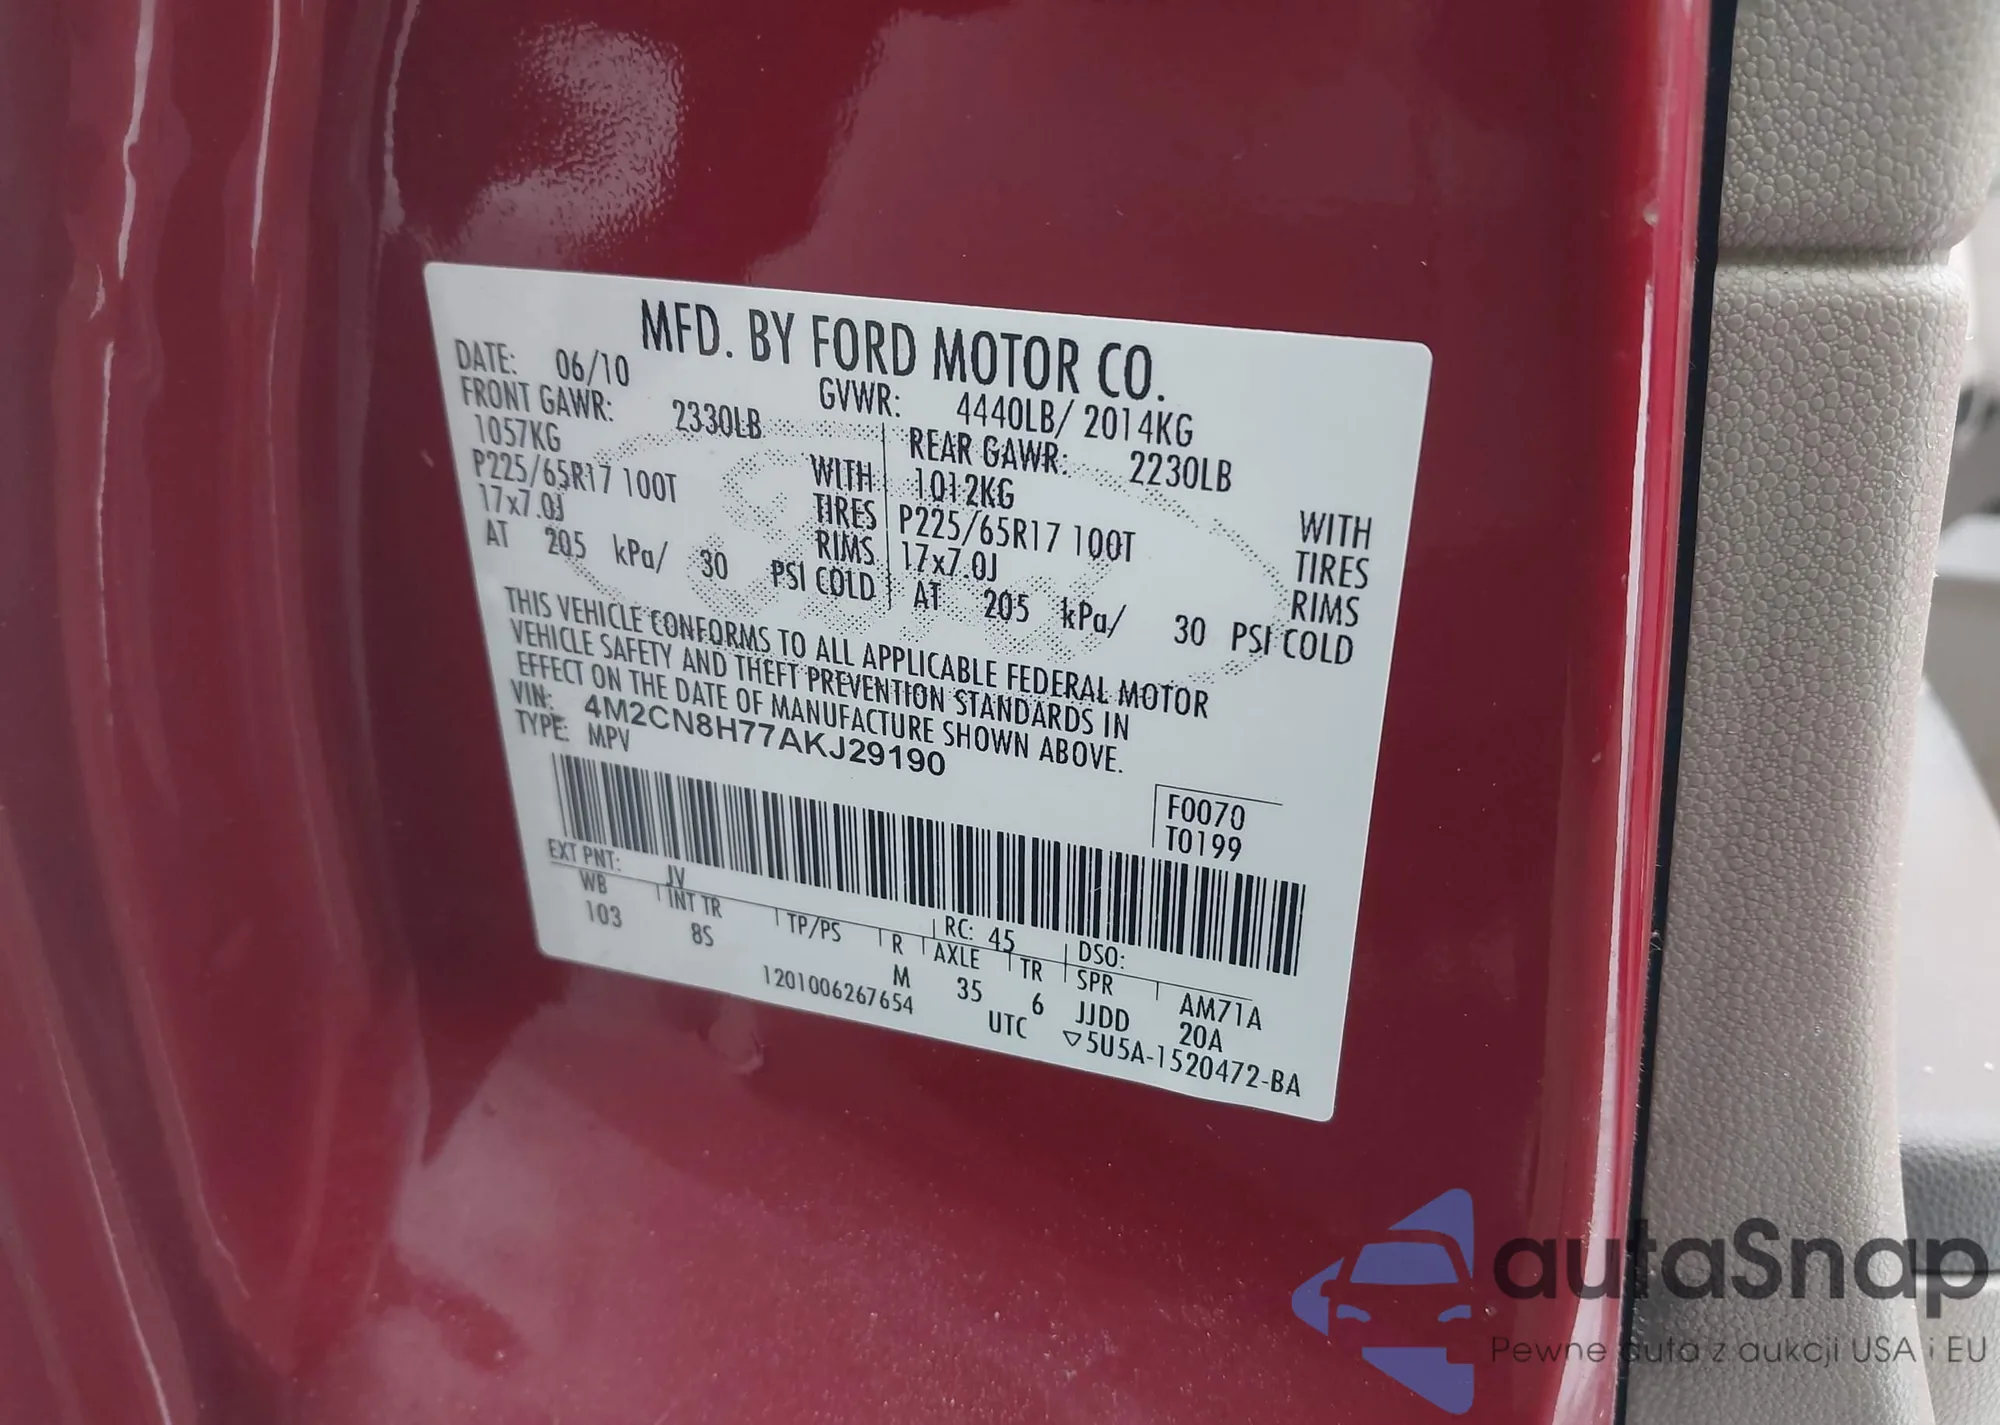 MFD. BY FORD MOTOR CO.
DATE: 06/10 GVWR: 4440LB/ 2014KG
FRONT GAWR: 2330LB REAR GAWR: 2230LB
1057KG WITH 1012KG WITH
P225/65R17 100T TIRES P225/65R17 100T TIRES
17x7.0J RIMS 17x7.0J RIMS
AT 205 kPa/ 30 PSI COLD AT 205 kPa/ 30 PSI COLD
THIS VEHICLE CONFORMS TO ALL APPLICABLE FEDERAL MOTOR
VEHICLE SAFETY AND THEFT PREVENTION STANDARDS IN
EFFECT ON THE DATE OF MANUFACTURE SHOWN ABOVE.
VIN: 4M2CN8H77AKJ29190
TYPE: MPV
F0070
T0199
EXT PNT: JV RC: 45 DSO:
WB INT TR TP/PS R AXLE TR SPR AM71A
103 8S M 35 6 JJDD 20A
1201006267654 UTC ▽5U5A-1520472-BA
autaSnap
Pewne auta z aukcji USA i EU